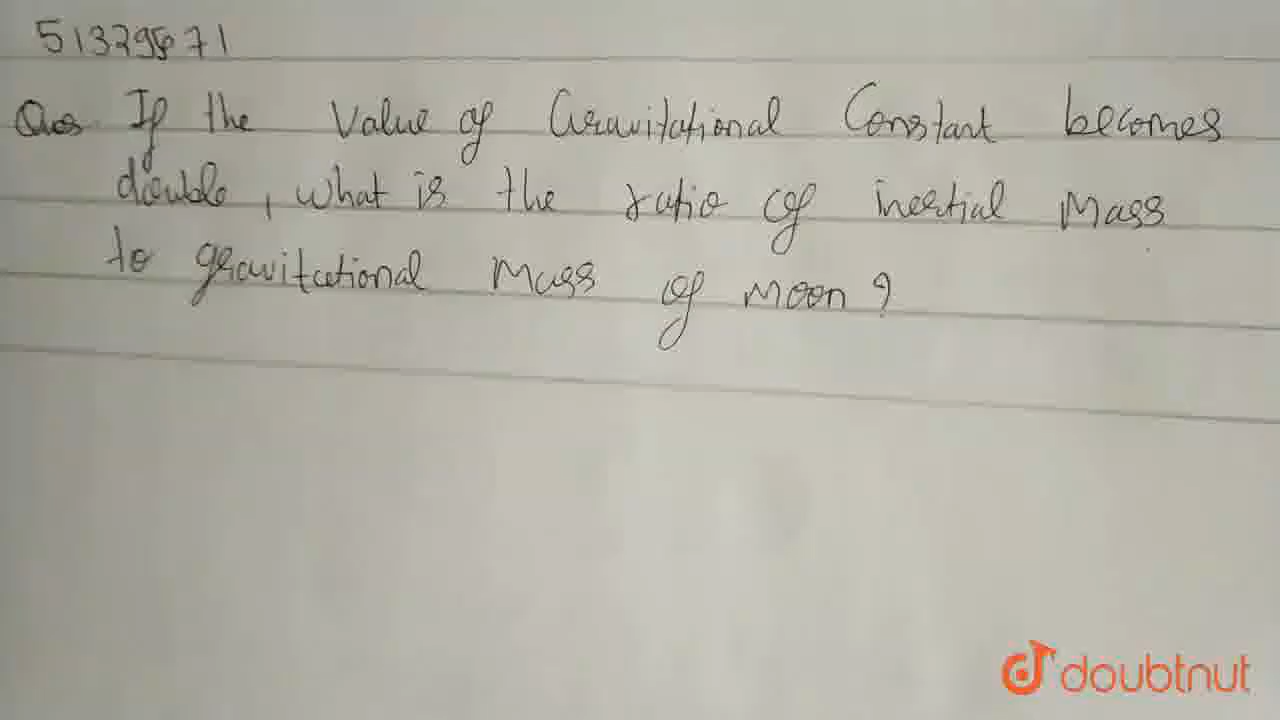 Ques If the Value of Gravitational Constant becomes
double, what is the ratio of inertial Mass
to gravitational Mass of moon?
doubtnut